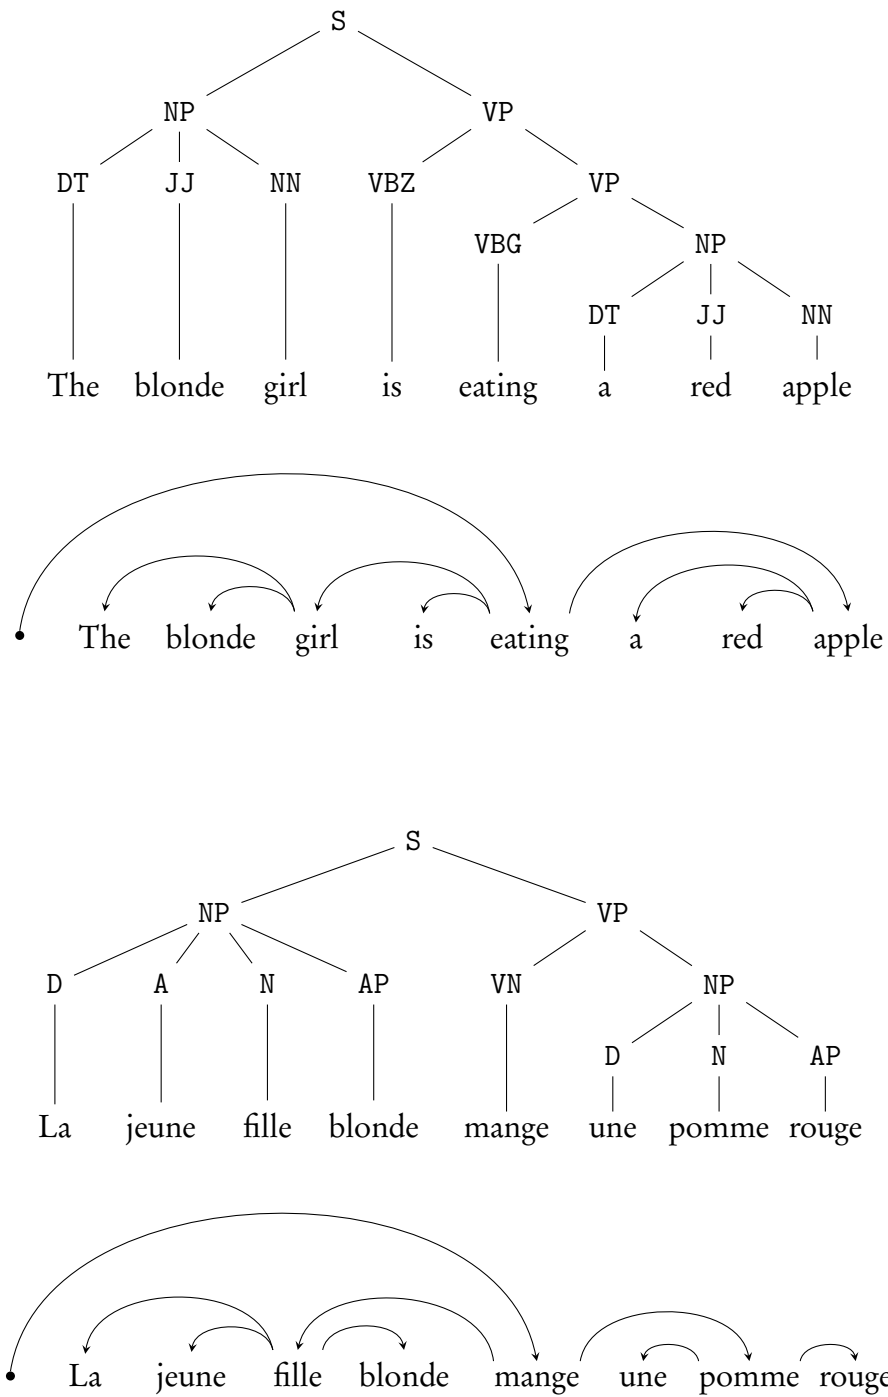 S
NP VP
DT JJ NN VBZ VP
VBG NP
DT JJ NN
The blonde girl is eating a red apple
The blonde girl is eating a red apple
S
NP VP
D A N AP VN NP
D N AP
La jeune fille blonde mange une pomme rouge
La jeune fille blonde mange une pomme rouge